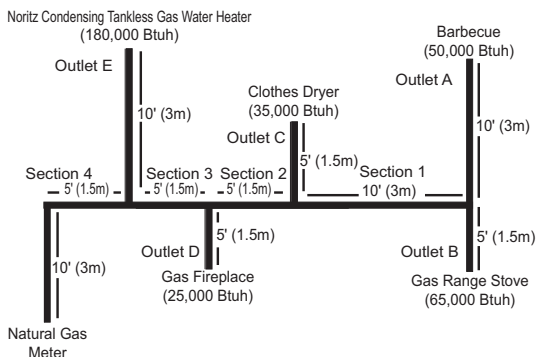 Noritz Condensing Tankless Gas Water Heater
(180,000 Btuh)
Outlet E
10' (3m)
Barbecue
(50,000 Btuh)
Outlet A
10' (3m)
Clothes Dryer
(35,000 Btuh)
Outlet C
5' (1.5m)
Section 4
5' (1.5m)
Section 3
5' (1.5m)
Section 2
5' (1.5m)
Section 1
10' (3m)
10' (3m)
Natural Gas
Meter
Outlet D
5' (1.5m)
Gas Fireplace
(25,000 Btuh)
Outlet B
5' (1.5m)
Gas Range Stove
(65,000 Btuh)